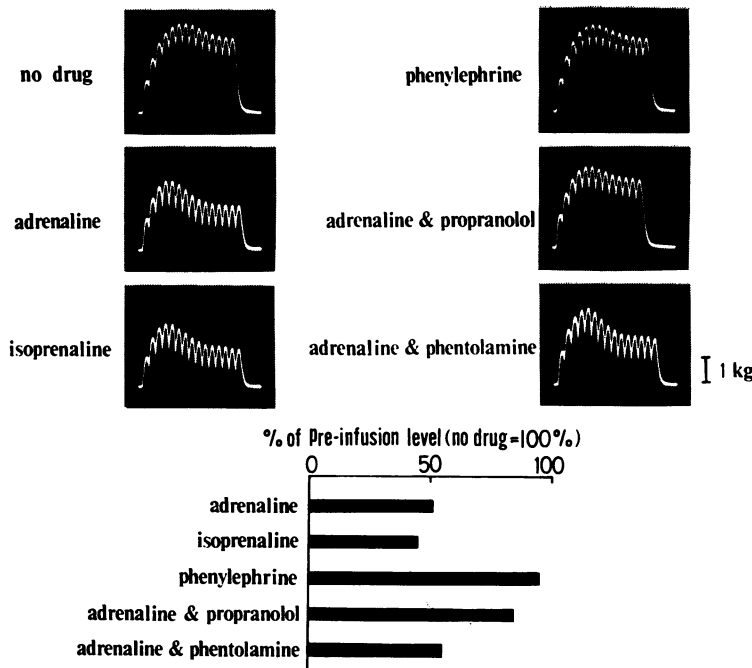 no drug
phenylephrine
adrenaline
adrenaline & propranolol
isoprenaline
adrenaline & phentolamine
1 kg
% of Pre-infusion level (no drug=100%)
0 50 100
adrenaline
isoprenaline
phenylephrine
adrenaline & propranolol
adrenaline & phentolamine